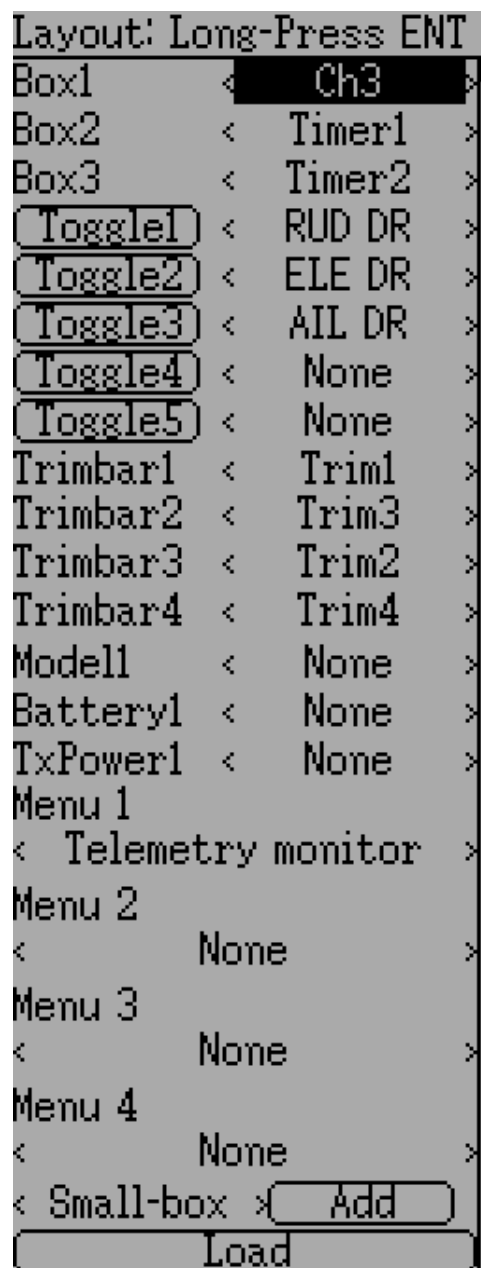 Layout: Long-Press ENT
Box1 < Ch3 >
Box2 < Timer1 >
Box3 < Timer2 >
Toggle1 < RUD DR >
Toggle2 < ELE DR >
Toggle3 < AIL DR >
Toggle4 < None >
Toggle5 < None >
Trimbar1 < Trim1 >
Trimbar2 < Trim3 >
Trimbar3 < Trim2 >
Trimbar4 < Trim4 >
Model1 < None >
Battery1 < None >
TxPower1 < None >
Menu 1
< Telemetry monitor >
Menu 2
< None >
Menu 3
< None >
Menu 4
< None >
< Small-box > Add
Load